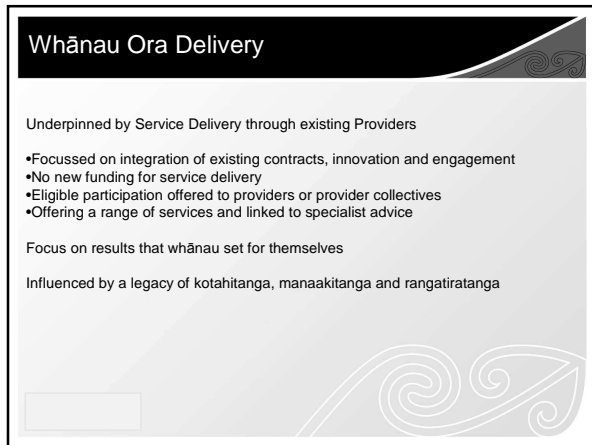 Whānau Ora Delivery
Underpinned by Service Delivery through existing Providers
•Focussed on integration of existing contracts, innovation and engagement
•No new funding for service delivery
•Eligible participation offered to providers or provider collectives
•Offering a range of services and linked to specialist advice
Focus on results that whānau set for themselves
Influenced by a legacy of kotahitanga, manaakitanga and rangatiratanga